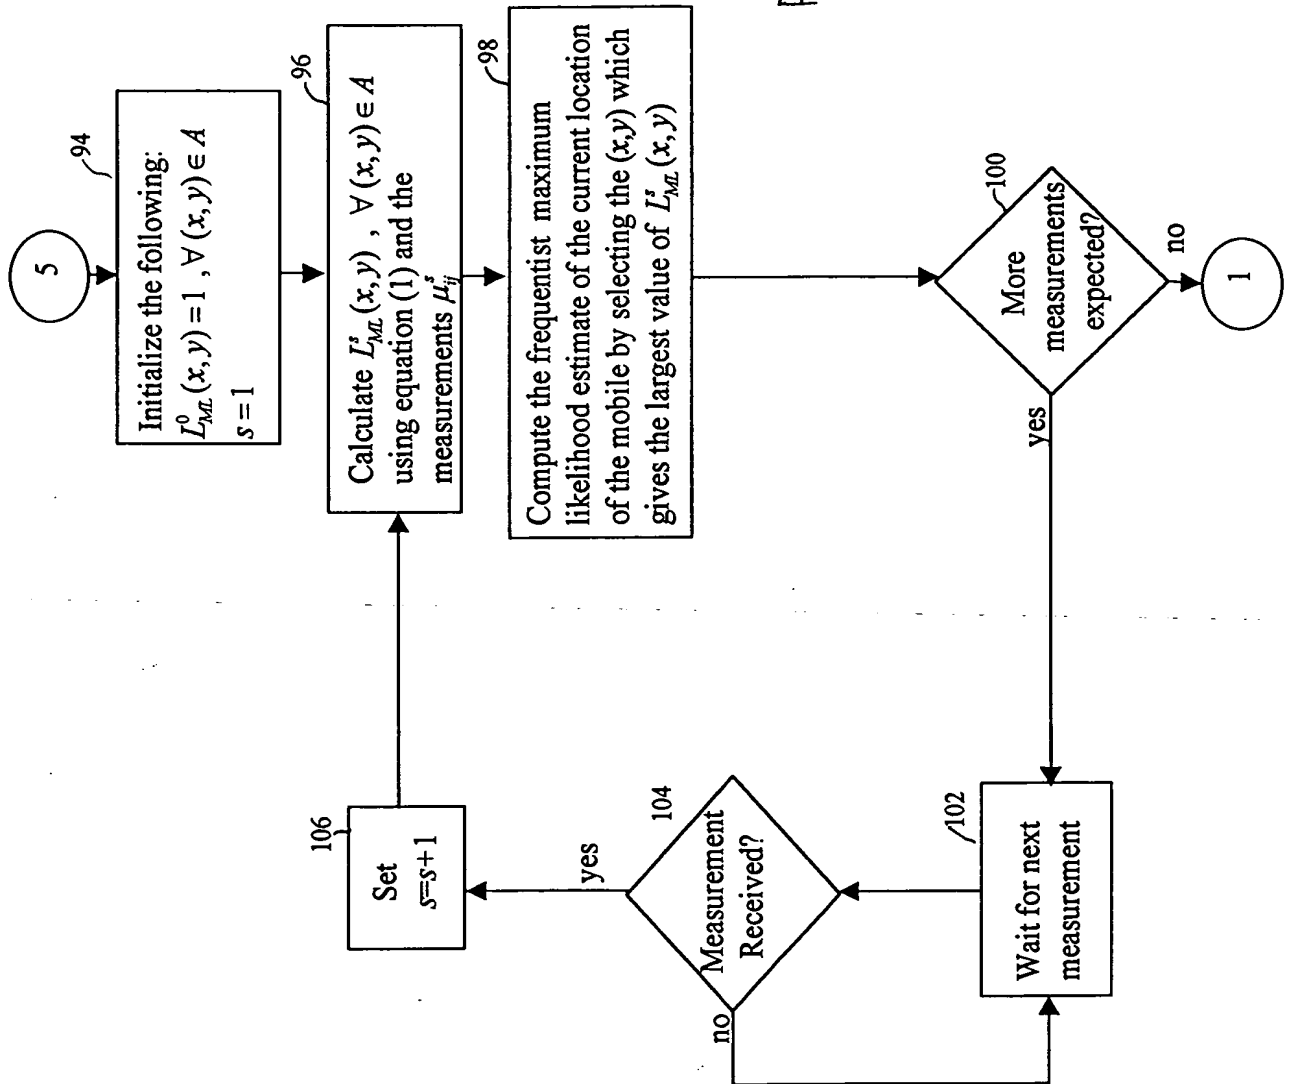 5
94
Initialize the following:
L⁰_ML(x, y) = 1 , ∀ (x, y) ∈ A
s = 1
96
Calculate Lˢ_ML(x, y) , ∀ (x, y) ∈ A
using equation (1) and the
measurements μˢ_ij
98
Compute the frequentist maximum
likelihood estimate of the current location
of the mobile by selecting the (x,y) which
gives the largest value of Lˢ_ML(x, y)
100
More
measurements
expected?
no
1
yes
102
Wait for next
measurement
104
Measurement
Received?
no
yes
106
Set
s=s+1